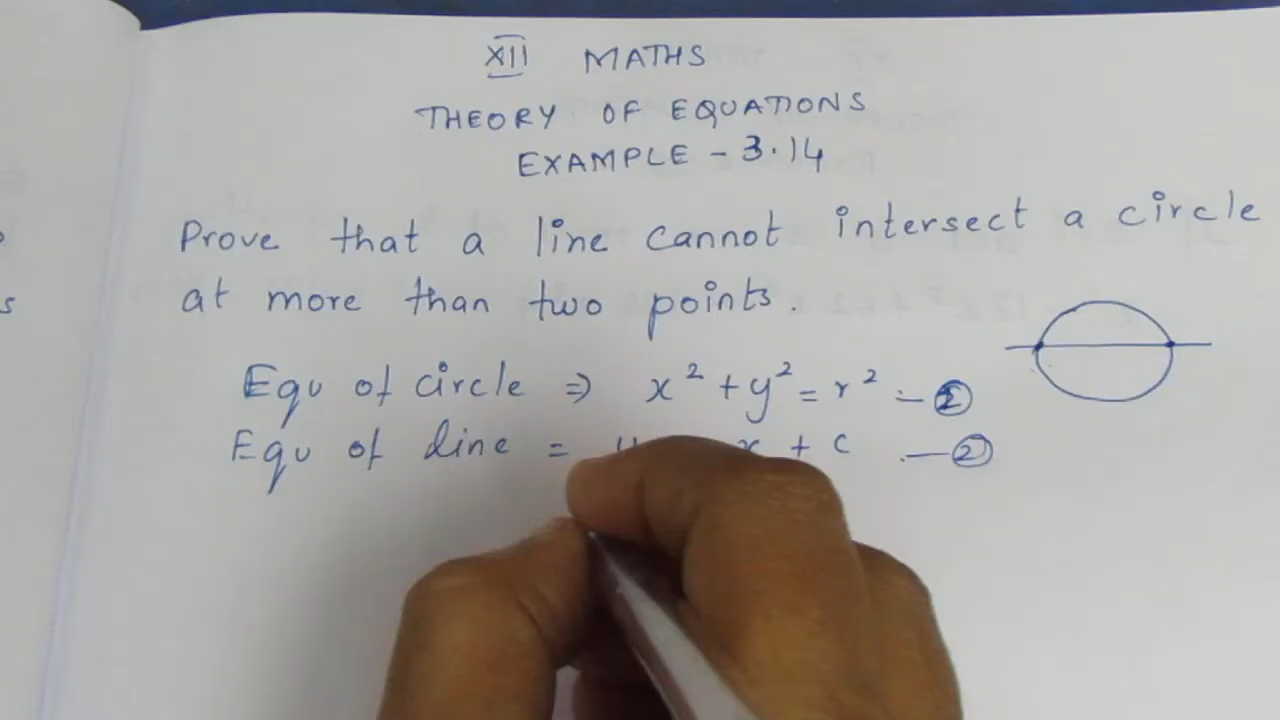 XII MATHS
THEORY OF EQUATIONS
EXAMPLE - 3.14
Prove that a line cannot intersect a circle
at more than two points.
Equ of circle ⇒ x² + y² = r² -
Equ of line = x + c - ②
s